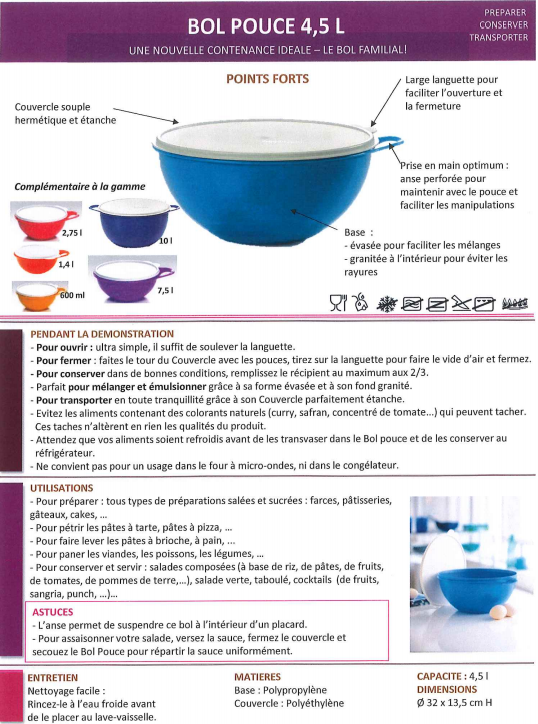 BOL POUCE 4,5 L
PREPARER
CONSERVER
TRANSPORTER
UNE NOUVELLE CONTENANCE IDEALE – LE BOL FAMILIAL!
POINTS FORTS
Large languette pour
faciliter l'ouverture et
la fermeture
Couvercle souple
hermétique et étanche
Prise en main optimum :
anse perforée pour
maintenir avec le pouce et
faciliter les manipulations
Complémentaire à la gamme
2,75 l
10 l
1,4 l
7,5 l
600 ml
Base :
- évasée pour faciliter les mélanges
- granitée à l'intérieur pour éviter les
rayures
PENDANT LA DEMONSTRATION
- Pour ouvrir : ultra simple, il suffit de soulever la languette.
- Pour fermer : faites le tour du Couvercle avec les pouces, tirez sur la languette pour faire le vide d'air et fermez.
- Pour conserver dans de bonnes conditions, remplissez le récipient au maximum aux 2/3.
- Parfait pour mélanger et émulsionner grâce à sa forme évasée et à son fond granité.
- Pour transporter en toute tranquillité grâce à son Couvercle parfaitement étanche.
- Evitez les aliments contenant des colorants naturels (curry, safran, concentré de tomate...) qui peuvent tacher.
Ces taches n'altèrent en rien les qualités du produit.
- Attendez que vos aliments soient refroidis avant de les transvaser dans le Bol pouce et de les conserver au
réfrigérateur.
- Ne convient pas pour un usage dans le four à micro-ondes, ni dans le congélateur.
UTILISATIONS
- Pour préparer : tous types de préparations salées et sucrées : farces, pâtisseries,
gâteaux, cakes, ...
- Pour pétrir les pâtes à tarte, pâtes à pizza, ...
- Pour faire lever les pâtes à brioche, à pain, ...
- Pour paner les viandes, les poissons, les légumes, ...
- Pour conserver et servir : salades composées (à base de riz, de pâtes, de fruits,
de tomates, de pommes de terre,...), salade verte, taboulé, cocktails (de fruits,
sangria, punch, ...)...
ASTUCES
- L'anse permet de suspendre ce bol à l'intérieur d'un placard.
- Pour assaisonner votre salade, versez la sauce, fermez le couvercle et
secouez le Bol Pouce pour répartir la sauce uniformément.
ENTRETIEN
Nettoyage facile :
Rincez-le à l'eau froide avant
de le placer au lave-vaisselle.
MATIERES
Base : Polypropylène
Couvercle : Polyéthylène
CAPACITE : 4,5 l
DIMENSIONS
Ø 32 x 13,5 cm H